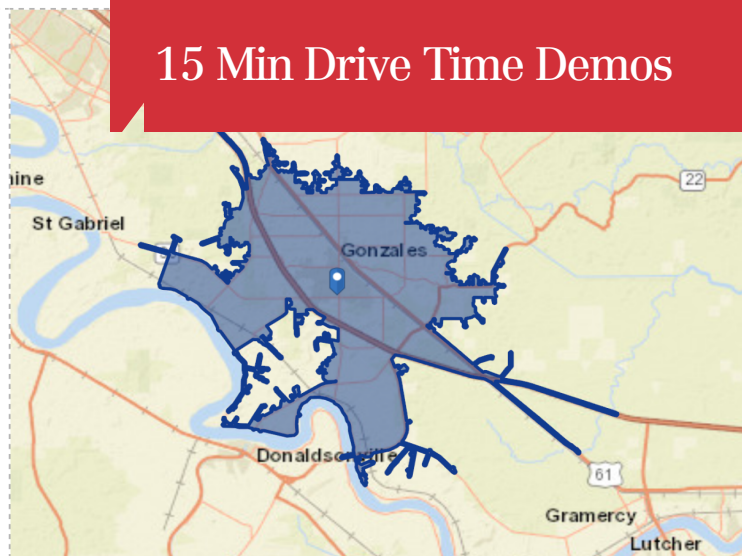 15 Min Drive Time Demos
22
ine
St Gabriel
Gonzales
Donaldsonville
61
Gramercy
Lutcher